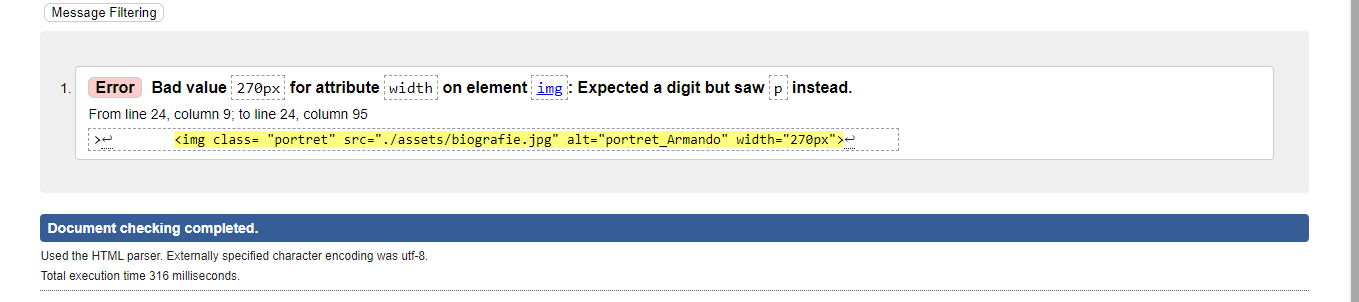 Message Filtering
1. Error Bad value 270px for attribute width on element img: Expected a digit but saw p instead.
From line 24, column 9; to line 24, column 95
>↩ <img class= "portret" src="./assets/biografie.jpg" alt="portret_Armando" width="270px">↩
Document checking completed.
Used the HTML parser. Externally specified character encoding was utf-8.
Total execution time 316 milliseconds.